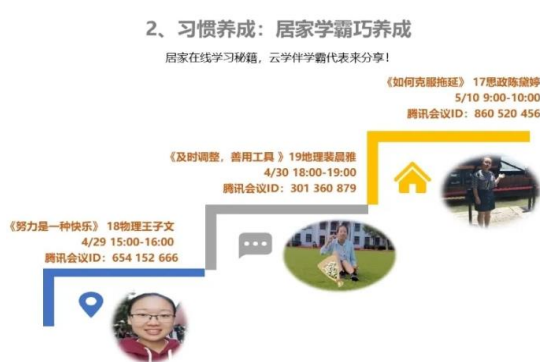 2、习惯养成：居家学霸巧养成
居家在线学习秘籍，云学伴学霸代表来分享！
《如何克服拖延》 17思政陈黛婷
5/10 9:00-10:00
腾讯会议ID：860 520 456
《及时调整，善用工具 》19地理裴晨雅
4/30 18:00-19:00
腾讯会议ID：301 360 879
《努力是一种快乐》 18物理王子文
4/29 15:00-16:00
腾讯会议ID：654 152 666